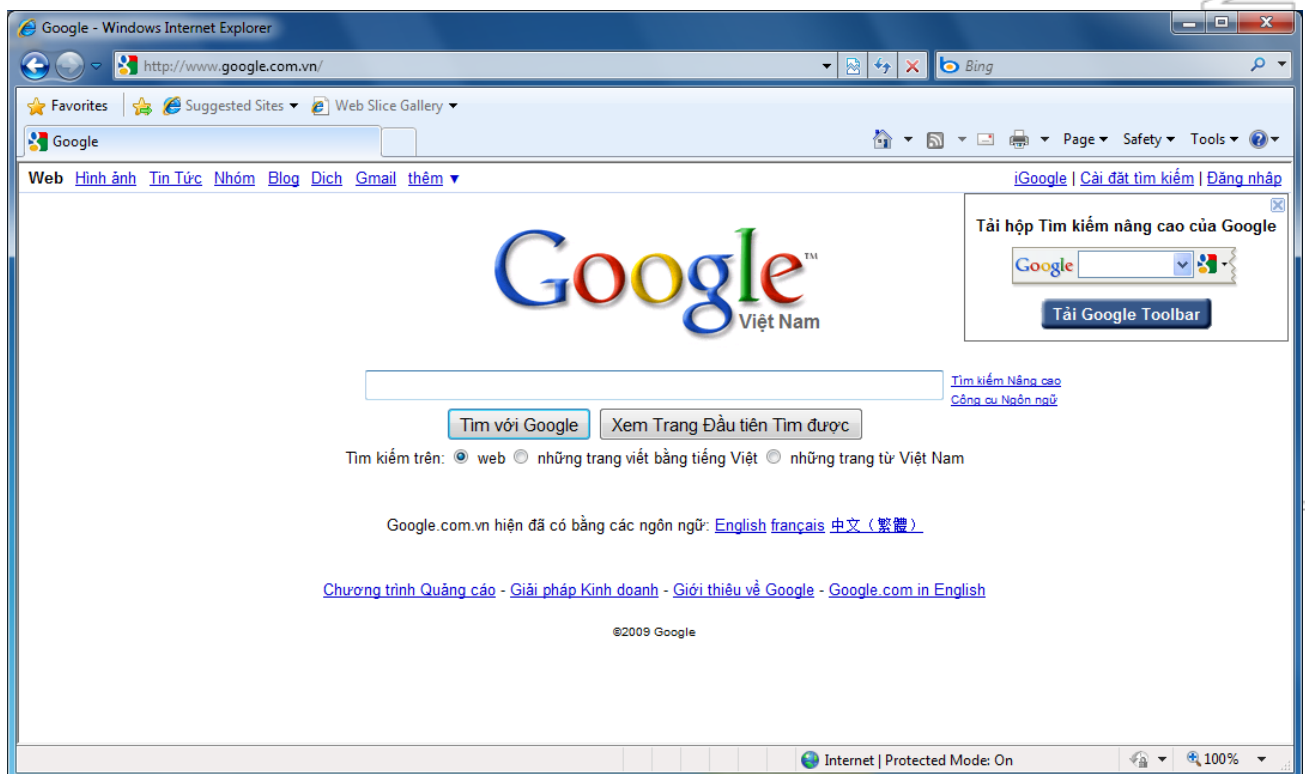 Google - Windows Internet Explorer
http://www.google.com.vn/
Bing
Favorites Suggested Sites Web Slice Gallery
Google
Page Safety Tools
Web Hình ảnh Tin Tức Nhóm Blog Dịch Gmail thêm ▼
iGoogle | Cài đặt tìm kiếm | Đăng nhập
Tải hộp Tìm kiếm nâng cao của Google
Google
Tải Google Toolbar
Google™
Việt Nam
Tìm kiếm Nâng cao
Công cụ Ngôn ngữ
Tìm với Google Xem Trang Đầu tiên Tìm được
Tìm kiếm trên: web những trang viết bằng tiếng Việt những trang từ Việt Nam
Google.com.vn hiện đã có bằng các ngôn ngữ: English français 中文（繁體）
Chương trình Quảng cáo - Giải pháp Kinh doanh - Giới thiệu về Google - Google.com in English
©2009 Google
Internet | Protected Mode: On
100%